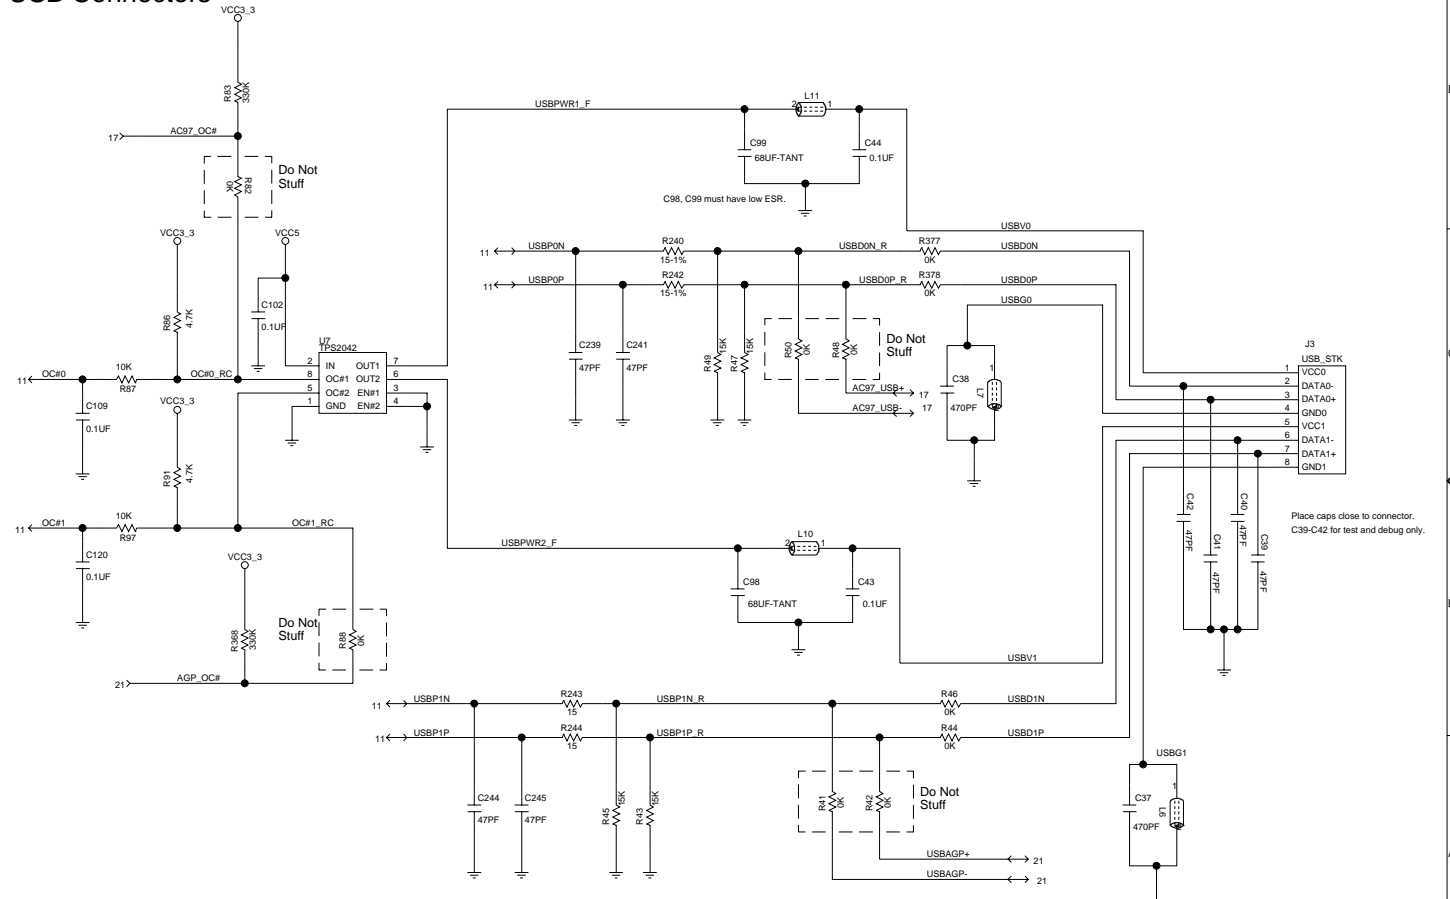 VCC3_3
R83
330K
17
AC97_OC#
R82
0K
Do Not
Stuff
VCC3_3
VCC5
R86
4.7K
C102
0.1UF
U7
TPS2042
2
IN
OUT1
7
8
OC#1
OUT2
6
5
OC#2
EN#1
3
1
GND
EN#2
4
11
OC#0
10K
R87
OC#0_RC
C109
0.1UF
VCC3_3
R91
4.7K
11
OC#1
10K
R97
OC#1_RC
C120
0.1UF
VCC3_3
R368
330K
Do Not
Stuff
R88
0K
21
AGP_OC#
USBPWR1_F
L11
2
1
C99
68UF-TANT
C44
0.1UF
C98, C99 must have low ESR.
USBV0
11
USBP0N
R240
15-1%
USBD0N_R
R377
0K
USBD0N
11
USBP0P
R242
15-1%
USBD0P_R
R378
0K
USBD0P
USBG0
C239
47PF
C241
47PF
R49
15K
R47
15K
R50
0K
R48
0K
Do Not
Stuff
AC97_USB+
17
AC97_USB-
17
C38
470PF
1
L7
J3
USB_STK
1
VCC0
2
DATA0-
3
DATA0+
4
GND0
5
VCC1
6
DATA1-
7
DATA1+
8
GND1
C42
47PF
C41
47PF
C40
47PF
C39
47PF
Place caps close to connector.
C39-C42 for test and debug only.
USBPWR2_F
L10
2
1
C98
68UF-TANT
C43
0.1UF
USBV1
11
USBP1N
R243
15
USBP1N_R
R46
0K
USBD1N
11
USBP1P
R244
15
USBP1P_R
R44
0K
USBD1P
C244
47PF
C245
47PF
R45
15K
R43
15K
R41
0K
R42
0K
Do Not
Stuff
USBAGP+
21
USBAGP-
21
USBG1
C37
470PF
1
L6